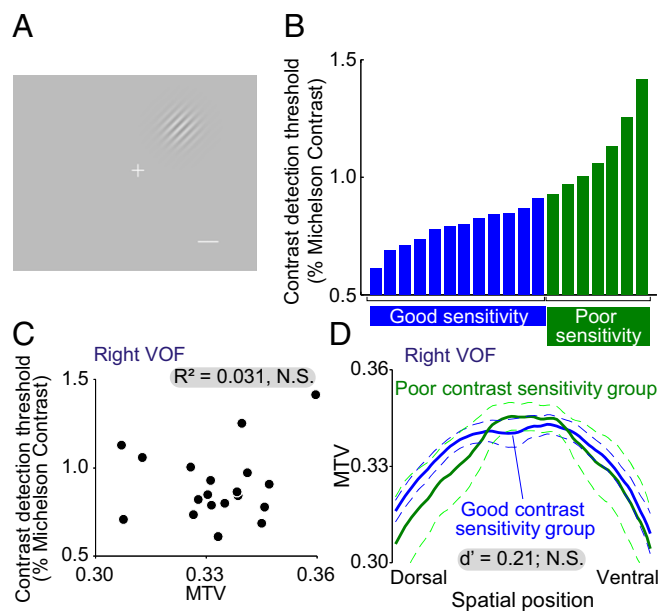 A
B
Contrast detection threshold
(% Michelson Contrast)
1.5
1.0
0.5
Good sensitivity
Poor
sensitivity
C
Right VOF
R² = 0.031, N.S.
Contrast detection threshold
(% Michelson Contrast)
1.5
1.0
0.5
0.30
0.33
0.36
MTV
D
Right VOF
Poor contrast sensitivity group
MTV
0.36
0.33
0.30
Good contrast
sensitivity group
d' = 0.21; N.S.
Dorsal
Ventral
Spatial position